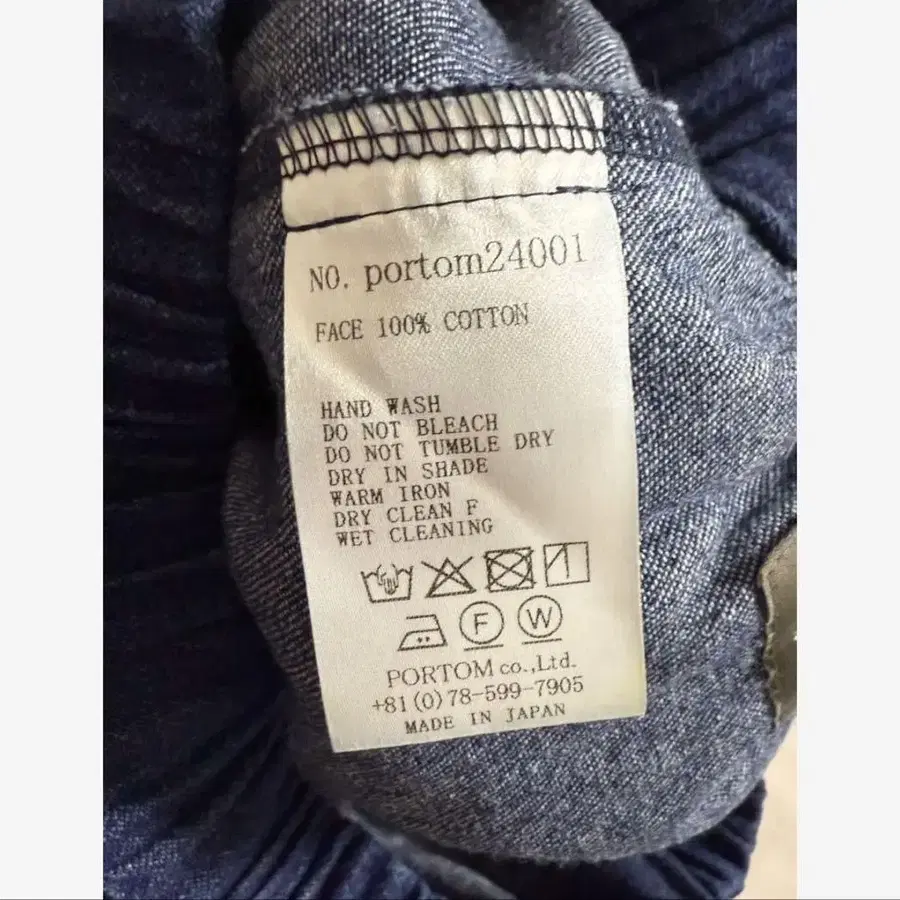 NO. portom24001
FACE 100% COTTON
HAND WASH
DO NOT BLEACH
DO NOT TUMBLE DRY
DRY IN SHADE
WARM IRON
DRY CLEAN F
WET CLEANING
F W
PORTOM co.,Ltd.
+81(0)78-599-7905
MADE IN JAPAN